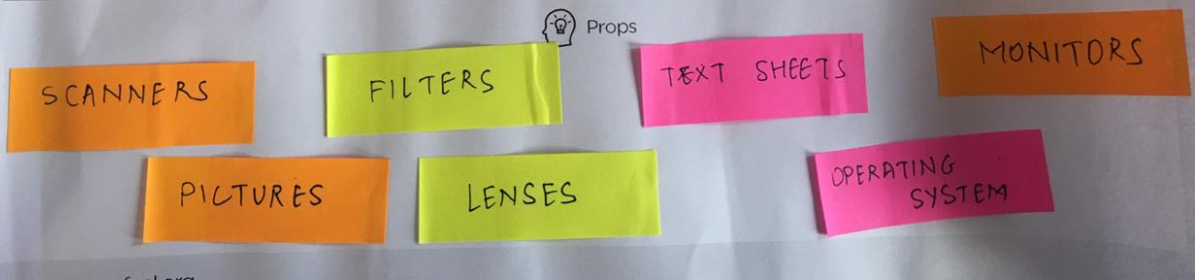 Props
SCANNERS
FILTERS
TEXT SHEETS
MONITORS
PICTURES
LENSES
OPERATING
SYSTEM